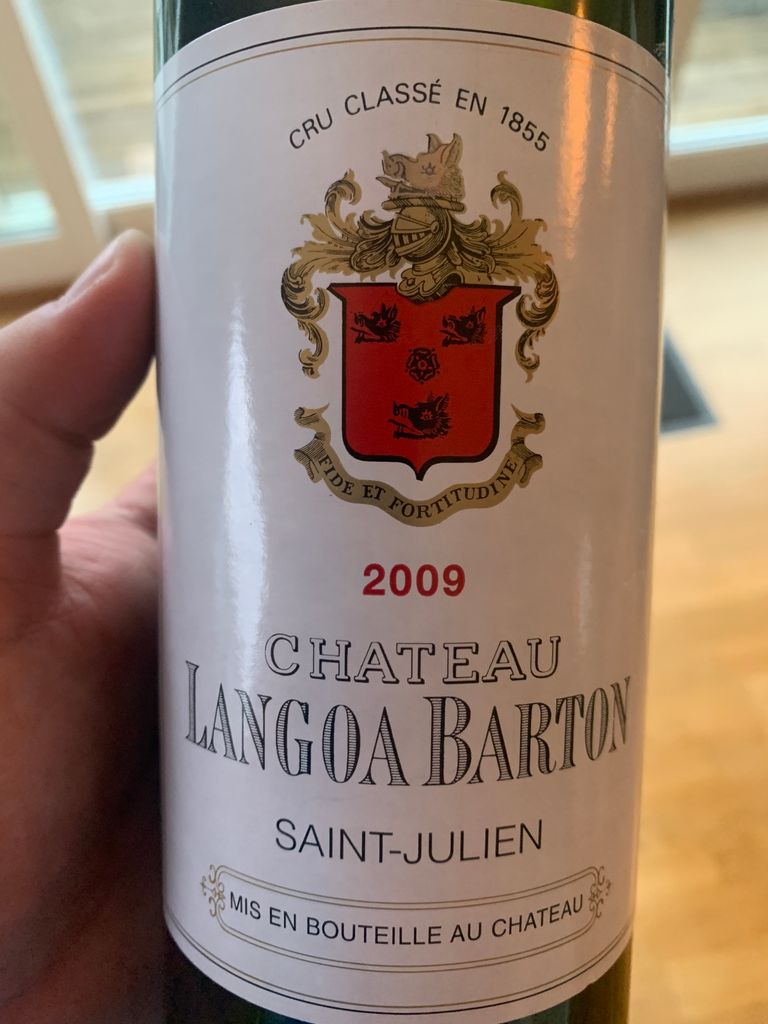 CRU CLASSÉ EN 1855
FIDE ET FORTITUDINE
2009
CHATEAU
LANGOA BARTON
SAINT-JULIEN
MIS EN BOUTEILLE AU CHATEAU